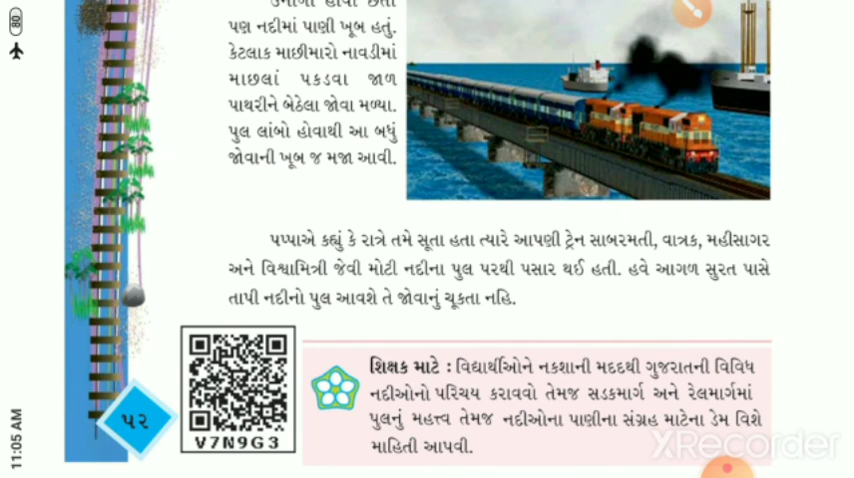 પણ નદીમાં પાણી ખૂબ હતું.
કેટલાક માછીમારો નાવડીમાં
માછલાં પકડવા જાળ
પાથરીને બેઠેલા જોવા મળ્યા.
પુલ લાંબો હોવાથી આ બધું
જોવાની ખૂબ જ મજા આવી.
પપ્પાએ કહ્યું કે રાત્રે તમે સૂતા હતા ત્યારે આપણી ટ્રેન સાબરમતી, વાત્રક, મહીસાગર
અને વિશ્વામિત્રી જેવી મોટી નદીના પુલ પરથી પસાર થઈ હતી. હવે આગળ સુરત પાસે
તાપી નદીનો પુલ આવશે તે જોવાનું ચૂકતા નહિ.
શિક્ષક માટે : વિદ્યાર્થીઓને નકશાની મદદથી ગુજરાતની વિવિધ
નદીઓનો પરિચય કરાવવો તેમજ સડકમાર્ગ અને રેલમાર્ગમાં
પુલનું મહત્ત્વ તેમજ નદીઓના પાણીના સંગ્રહ માટેના ડેમ વિશે
માહિતી આપવી.
V7N9G3
૫૨
80
11:05 AM
XRecorder